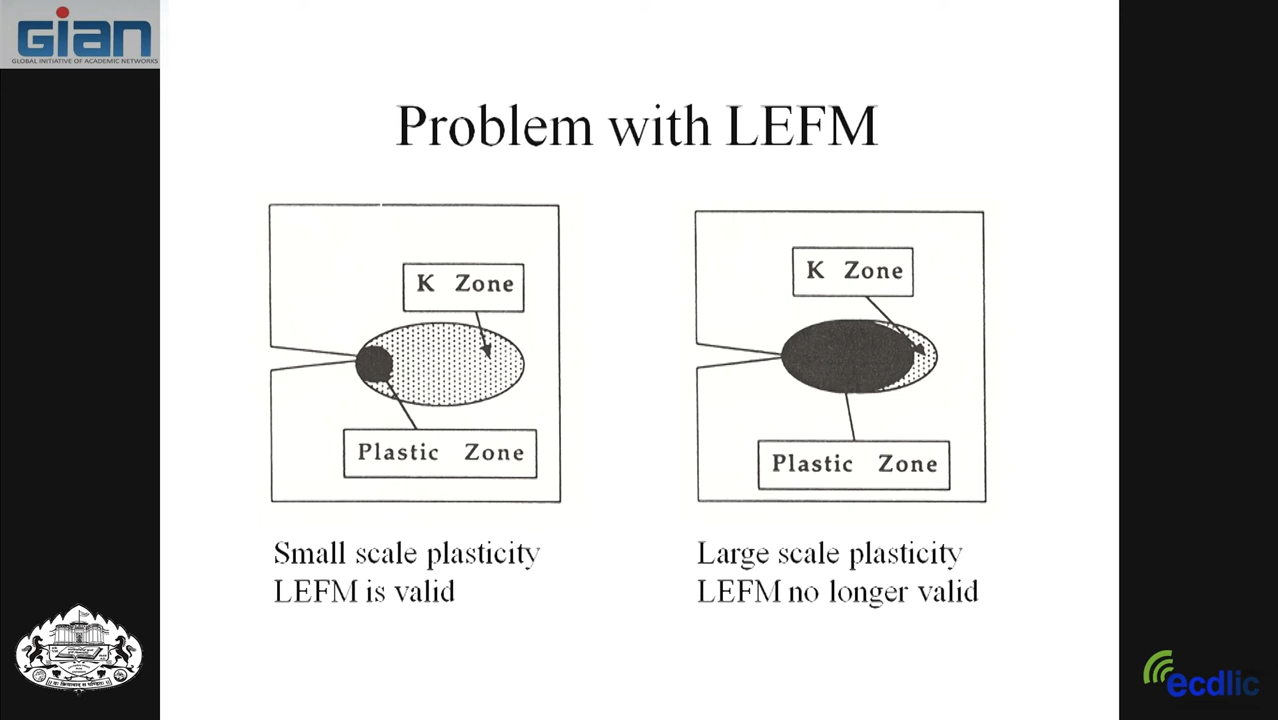 GIAN
GLOBAL INITIATIVE OF ACADEMIC NETWORKS
Problem with LEFM
K Zone
Plastic Zone
Small scale plasticity
LEFM is valid
K Zone
Plastic Zone
Large scale plasticity
LEFM no longer valid
ecdlic